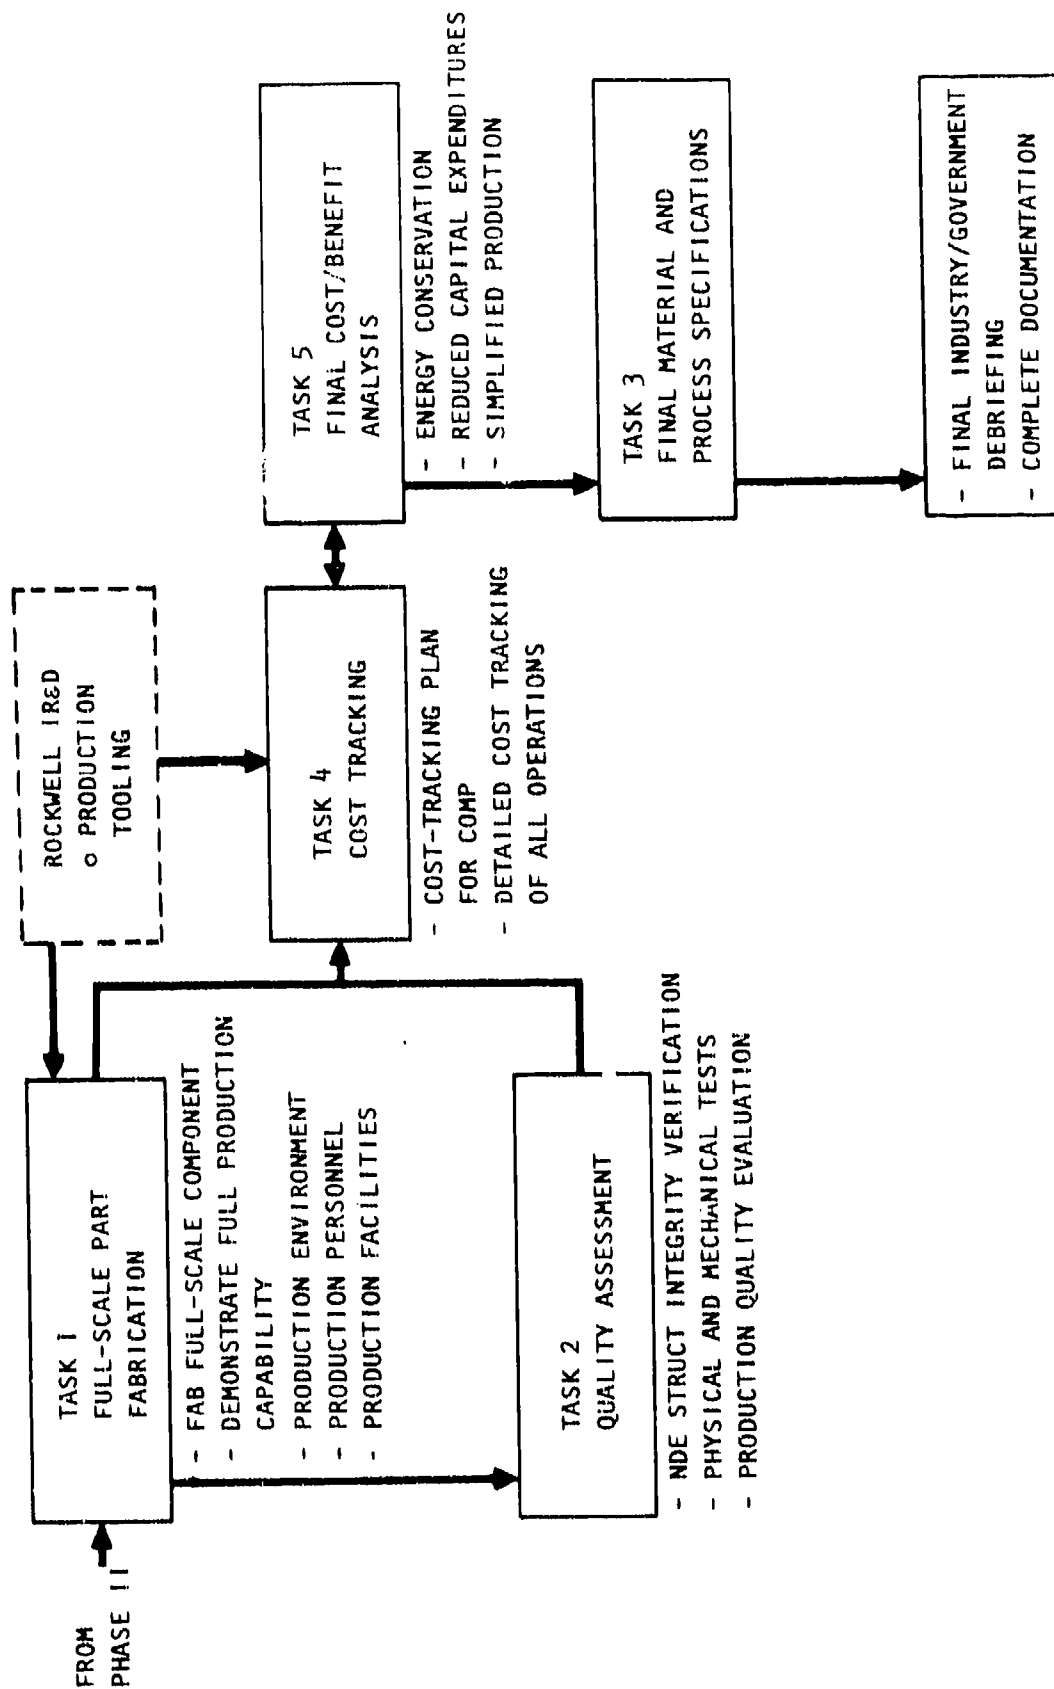 FROM
PHASE II
TASK 1
FULL-SCALE PART
FABRICATION
- FAB FULL-SCALE COMPONENT
- DEMONSTRATE FULL PRODUCTION
CAPABILITY
- PRODUCTION ENVIRONMENT
- PRODUCTION PERSONNEL
- PRODUCTION FACILITIES
TASK 2
QUALITY ASSESSMENT
- NDE STRUCT INTEGRITY VERIFICATION
- PHYSICAL AND MECHANICAL TESTS
- PRODUCTION QUALITY EVALUATION
ROCKWELL IR&D
o PRODUCTION
TOOLING
TASK 4
COST TRACKING
- COST-TRACKING PLAN
FOR COMP
- DETAILED COST TRACKING
OF ALL OPERATIONS
TASK 5
FINAL COST/BENEFIT
ANALYSIS
- ENERGY CONSERVATION
- REDUCED CAPITAL EXPENDITURES
- SIMPLIFIED PRODUCTION
TASK 3
FINAL MATERIAL AND
PROCESS SPECIFICATIONS
- FINAL INDUSTRY/GOVERNMENT
DEBRIEFING
- COMPLETE DOCUMENTATION